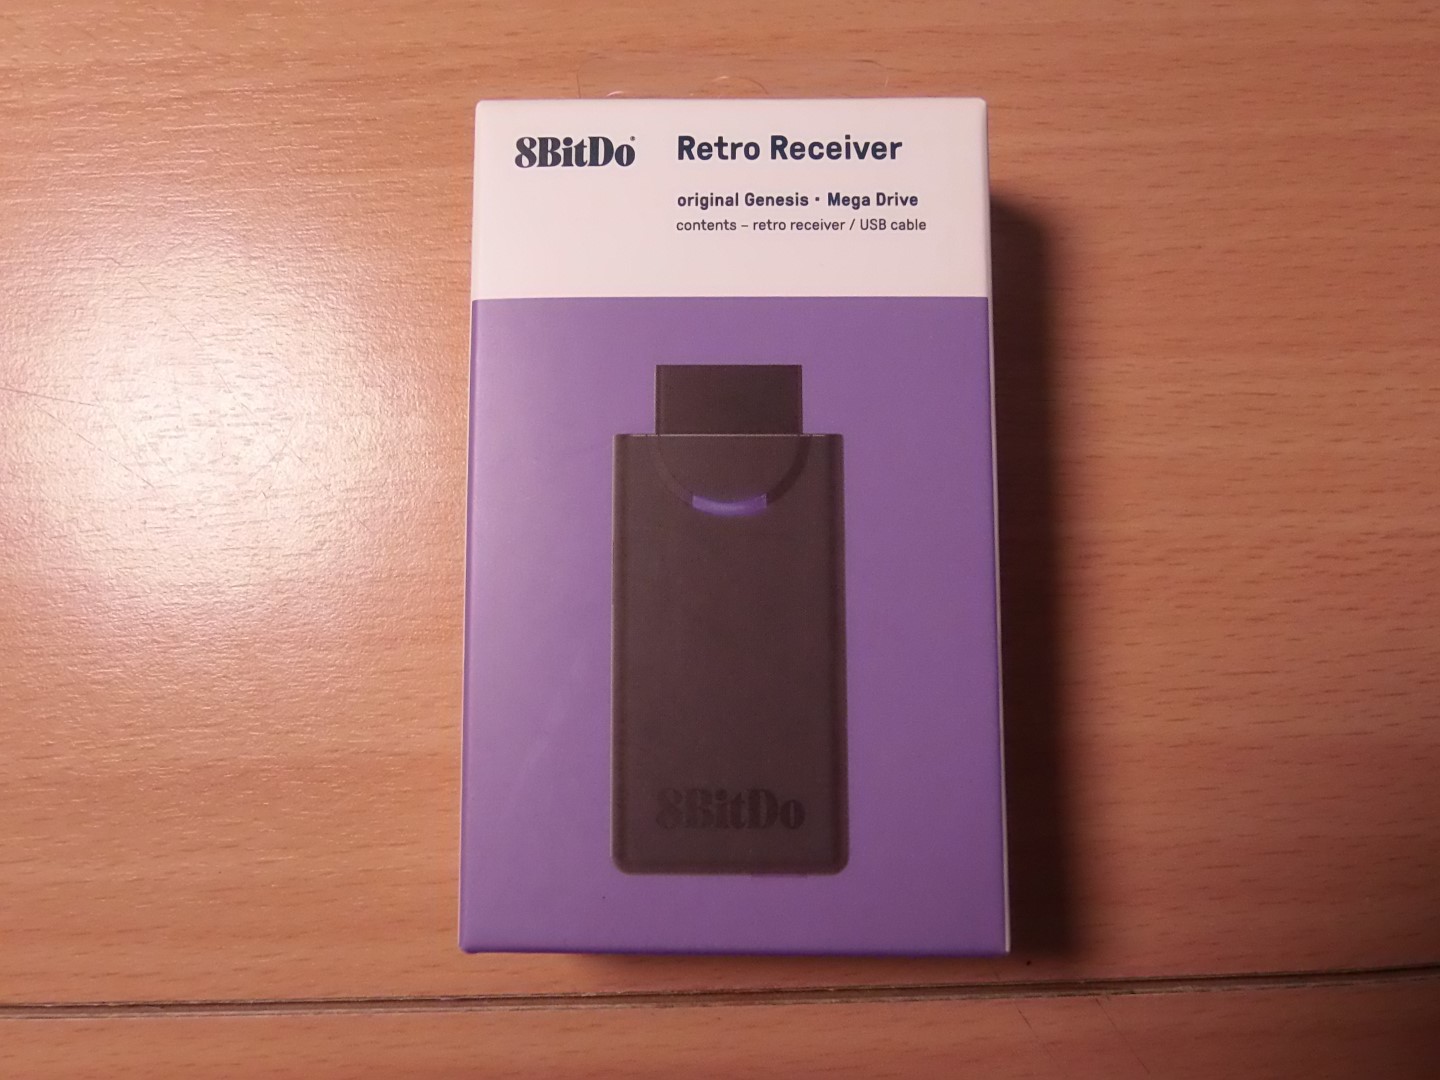 8BitDo
Retro Receiver
original Genesis · Mega Drive
contents – retro receiver / USB cable
8BitDo